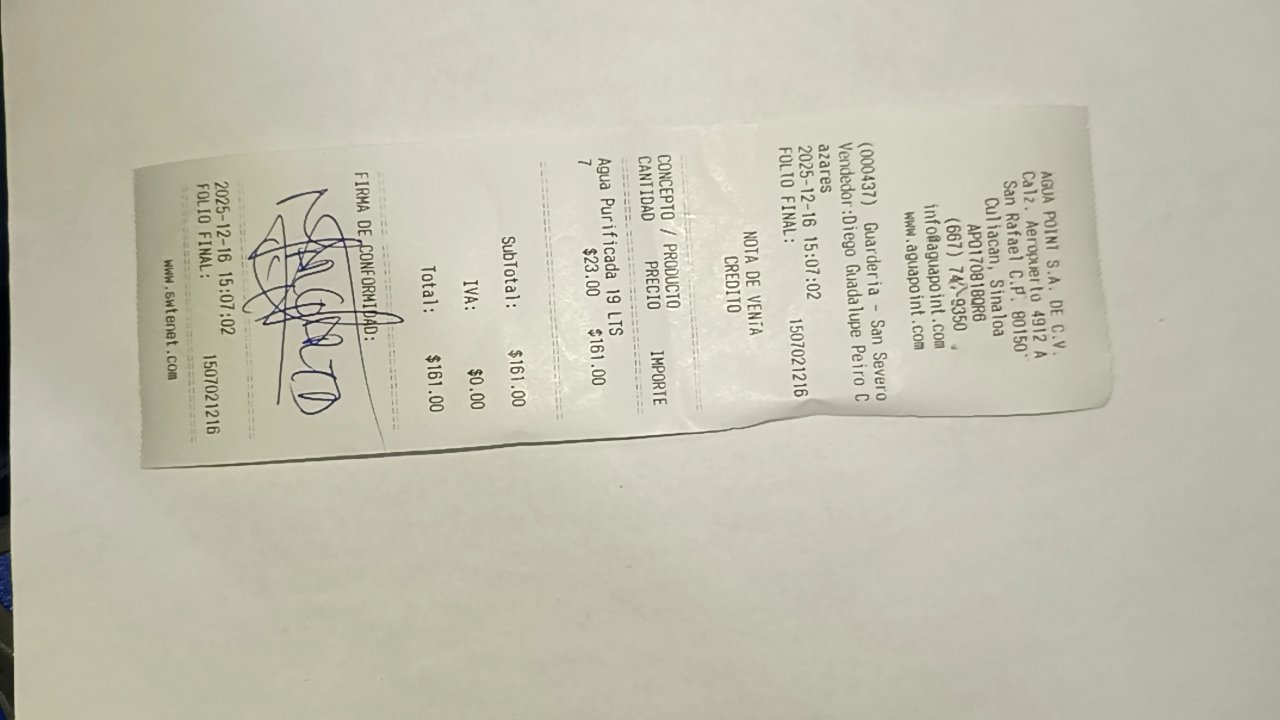 AGUA POINT S.A. DE C.V.
Calz. Aeropuerto 4912 A
San Rafael C.P. 80150
Culiacan, Sinaloa
APO170818QR6
(667) 9350
info@aguapoint.com
www.aguapoint.com
(000437) Guarderia - San Severo
Vendedor:Diego Guadalupe Peiro C
azares
2025-12-16 15:07:02
FOLIO FINAL: 1507021216
NOTA DE VENTA
CREDITO
CONCEPTO / PRODUCTO
CANTIDAD PRECIO IMPORTE
Agua Purificada 19 LTS
7 $23.00 $161.00
SubTotal: $161.00
IVA: $0.00
Total: $161.00
FIRMA DE CONFORMIDAD:
2025-12-16 15:07:02
FOLIO FINAL: 1507021216
www.swtenet.com